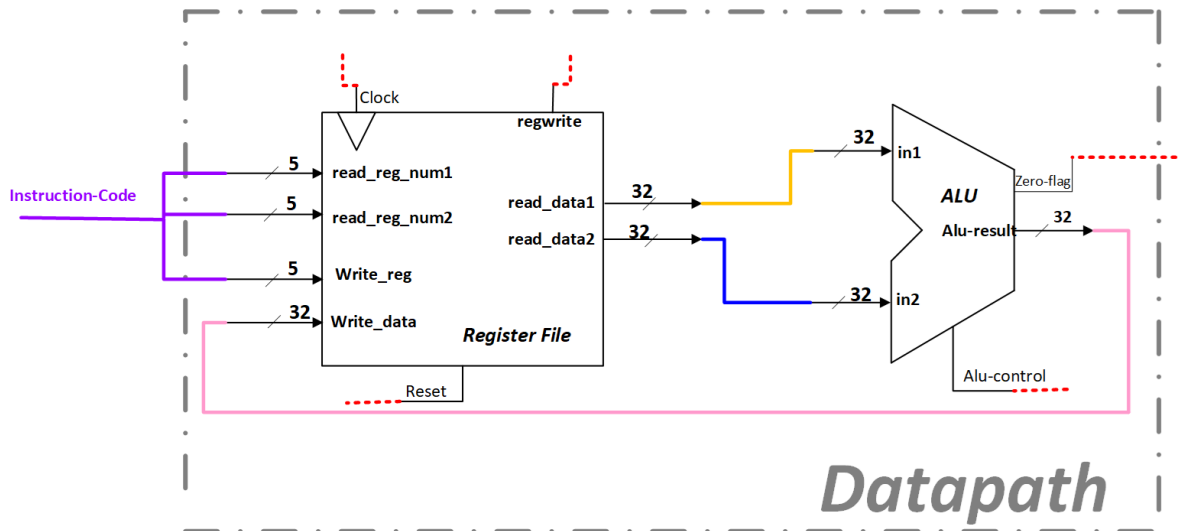 Clock
regwrite
Instruction-Code
5
read_reg_num1
5
read_reg_num2
5
Write_reg
32
Write_data
Register File
Reset
read_data1
32
read_data2
32
32
in1
32
in2
ALU
Zero-flag
Alu-result
32
Alu-control
Datapath